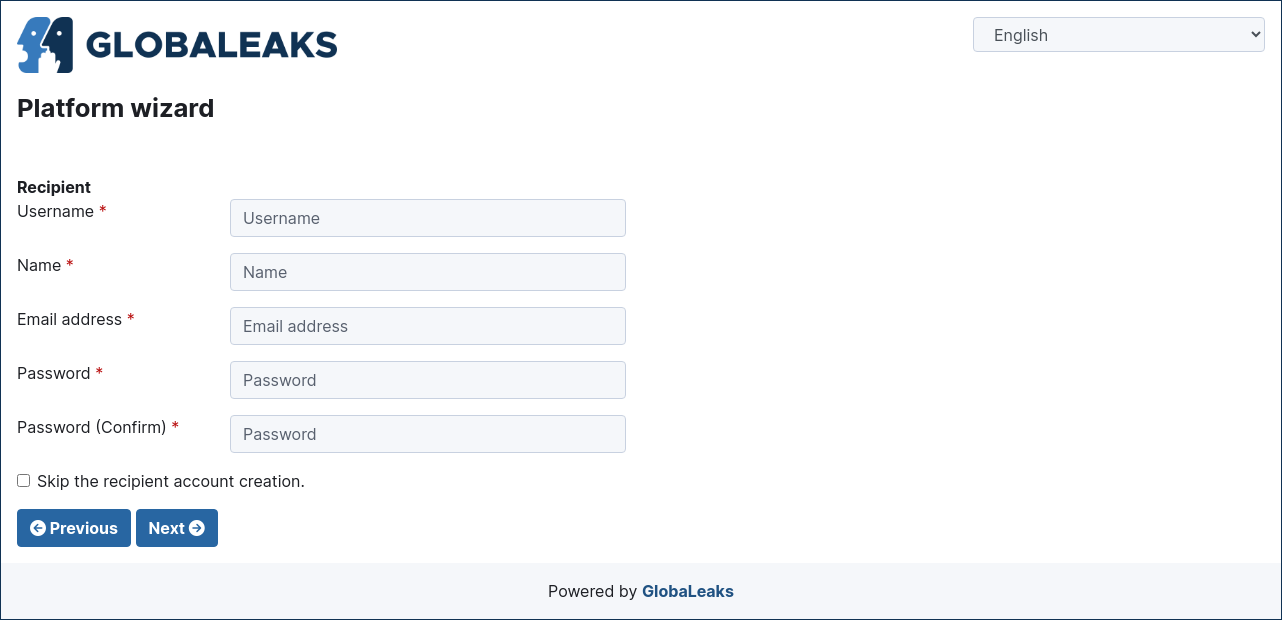 GLOBALEAKS
English
Platform wizard
Recipient
Username * Username
Name * Name
Email address * Email address
Password * Password
Password (Confirm) * Password
Skip the recipient account creation.
Previous Next
Powered by GlobaLeaks